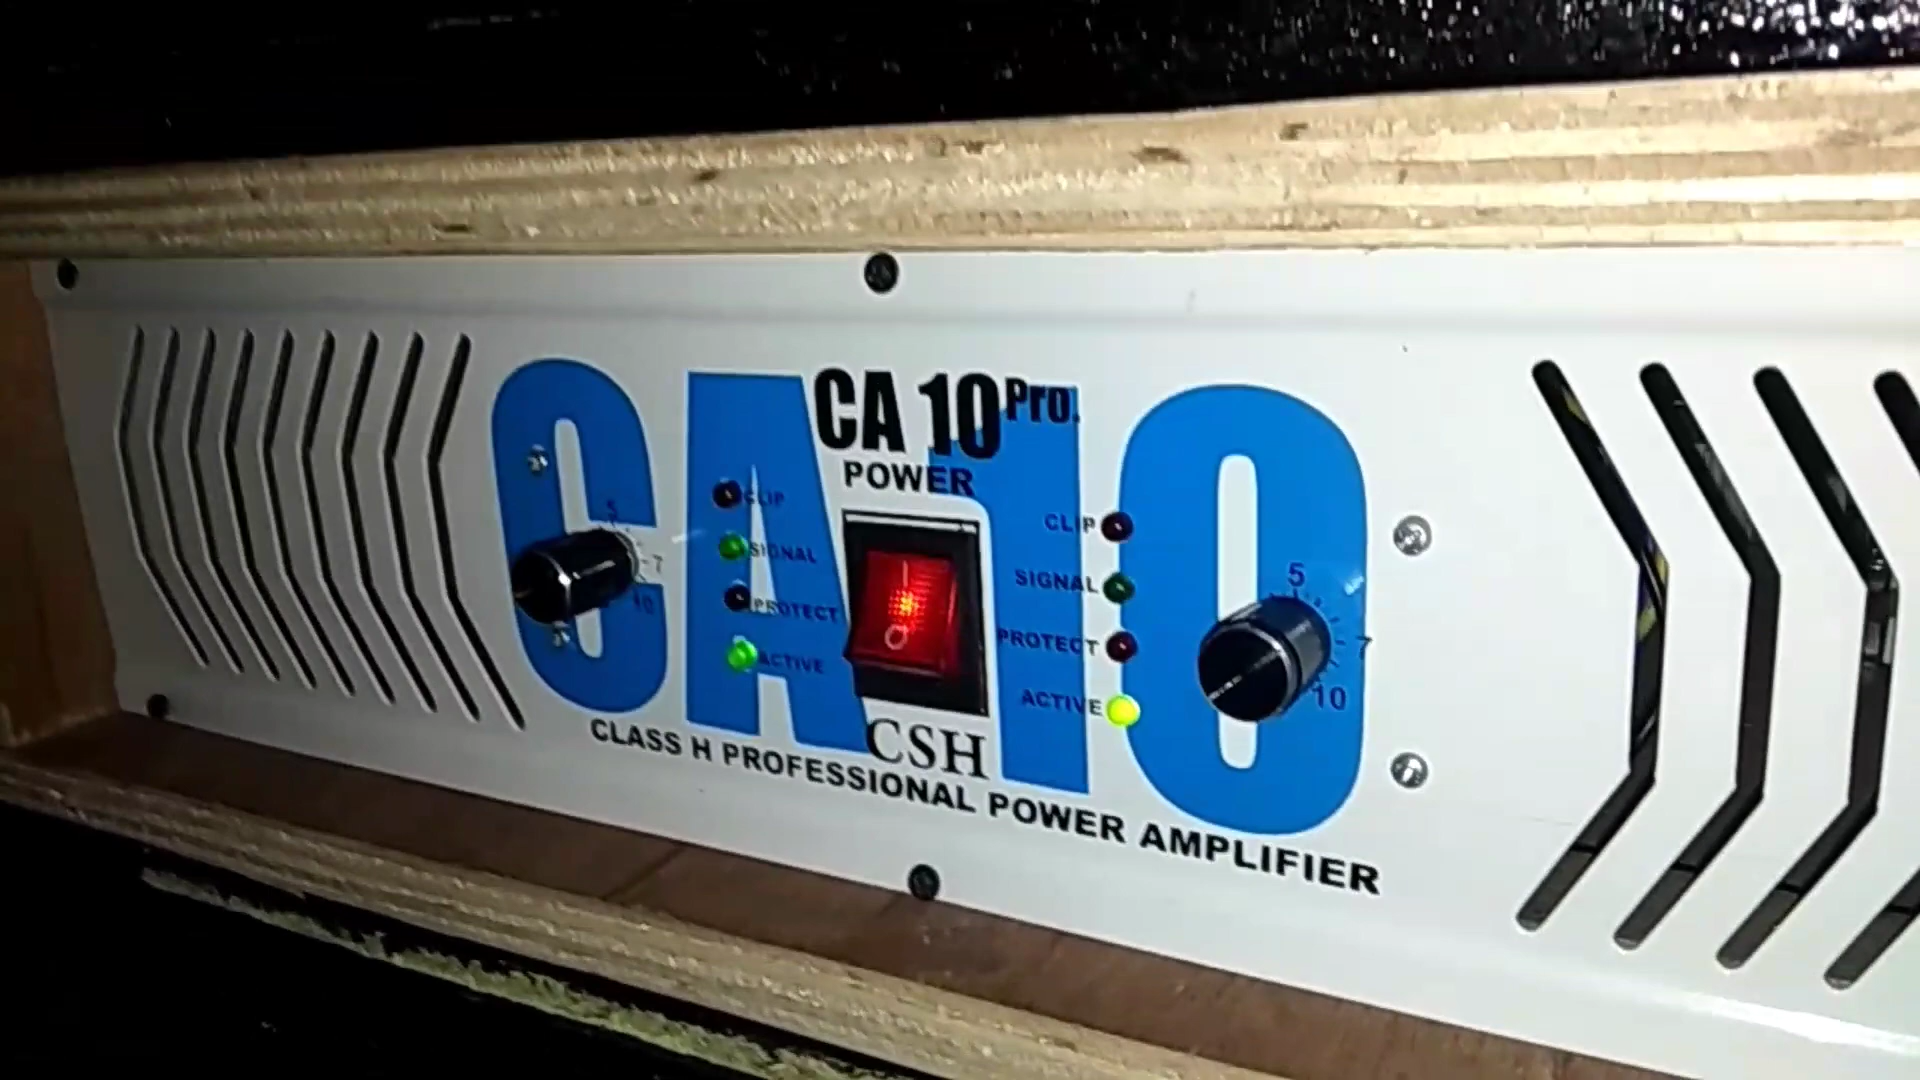 CA10
CA 10 Pro.
POWER
5
7
10
CLIP
SIGNAL
PROTECT
ACTIVE
CLIP
SIGNAL
PROTECT
ACTIVE
5
7
10
CSH
CLASS H PROFESSIONAL POWER AMPLIFIER